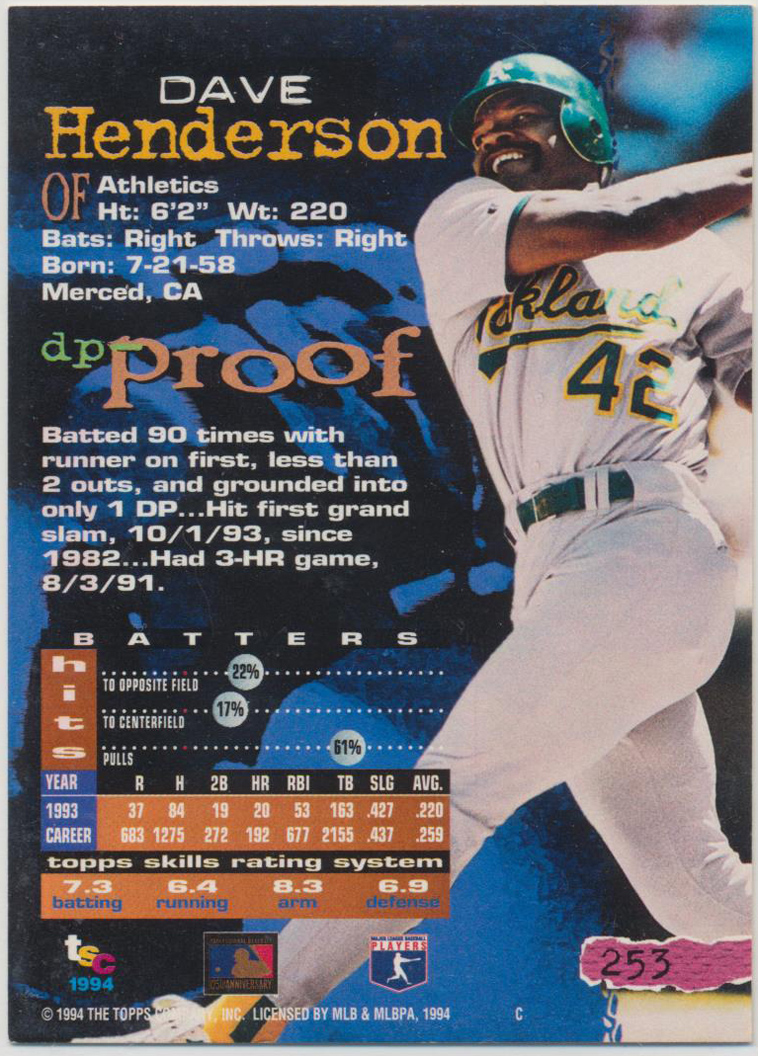 DAVE
Henderson
OF Athletics
Ht: 6'2" Wt: 220
Bats: Right Throws: Right
Born: 7-21-58
Merced, CA
dp-proof
Batted 90 times with
runner on first, less than
2 outs, and grounded into
only 1 DP...Hit first grand
slam, 10/1/93, since
1982...Had 3-HR game,
8/3/91.
42
BATTERS
hits
22%
TO OPPOSITE FIELD
17%
TO CENTERFIELD
61%
PULLS
YEAR R H 2B HR RBI TB SLG AVG.
1993 37 84 19 20 53 163 .427 .220
CAREER 683 1275 272 192 677 2155 .437 .259
topps skills rating system
7.3 6.4 8.3 6.9
batting running arm defense
tsc
1994
ANNIVERSARY
MAJOR LEAGUE BASEBALL
PLAYERS
253
© 1994 THE TOPPS COMPANY, INC. LICENSED BY MLB & MLBPA, 1994 C